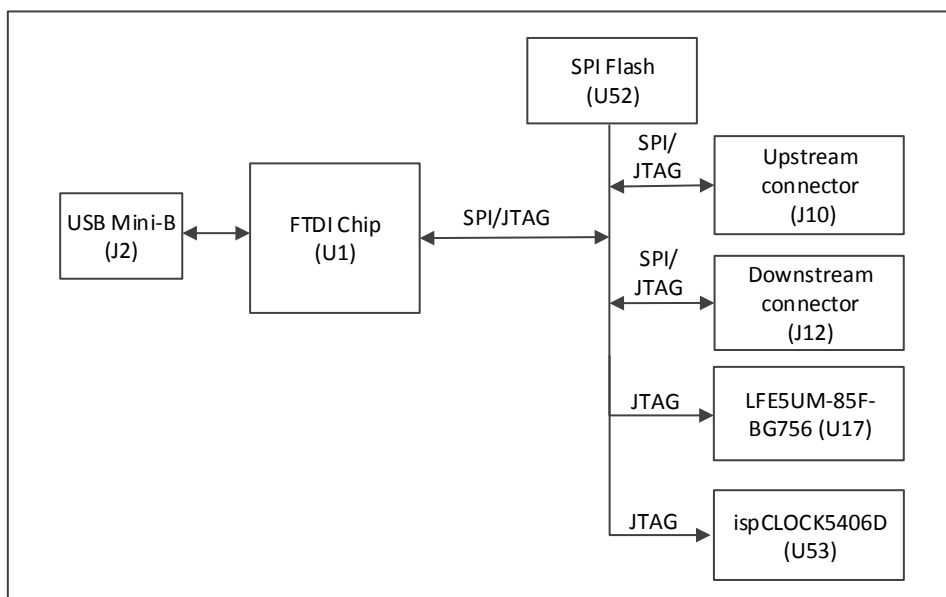 SPI Flash
(U52)
SPI/
JTAG
Upstream
connector
(J10)
USB Mini-B
(J2)
FTDI Chip
(U1)
SPI/JTAG
SPI/
JTAG
Downstream
connector
(J12)
JTAG
LFE5UM-85F-
BG756 (U17)
JTAG
ispCLOCK5406D
(U53)